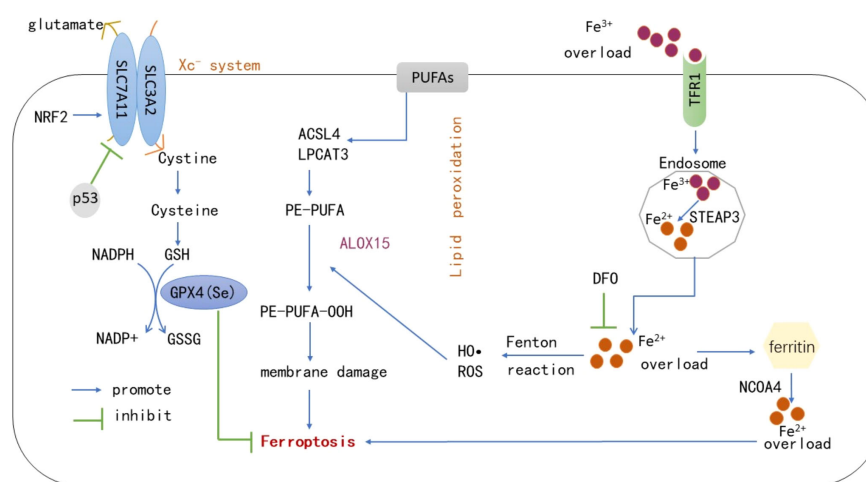 glutamate
SLC7A11
SLC3A2
Xc⁻ system
NRF2
p53
Cystine
Cysteine
NADPH
GSH
GPX4(Se)
NADP+
GSSG
promote
inhibit
PUFAs
ACSL4
LPCAT3
PE-PUFA
ALOX15
PE-PUFA-OOH
membrane damage
Ferroptosis
Lipid peroxidation
HO•
ROS
Fenton
reaction
Fe³⁺
overload
TFR1
Endosome
Fe³⁺
Fe²⁺
STEAP3
DFO
Fe²⁺
overload
ferritin
NCOA4
Fe²⁺
overload